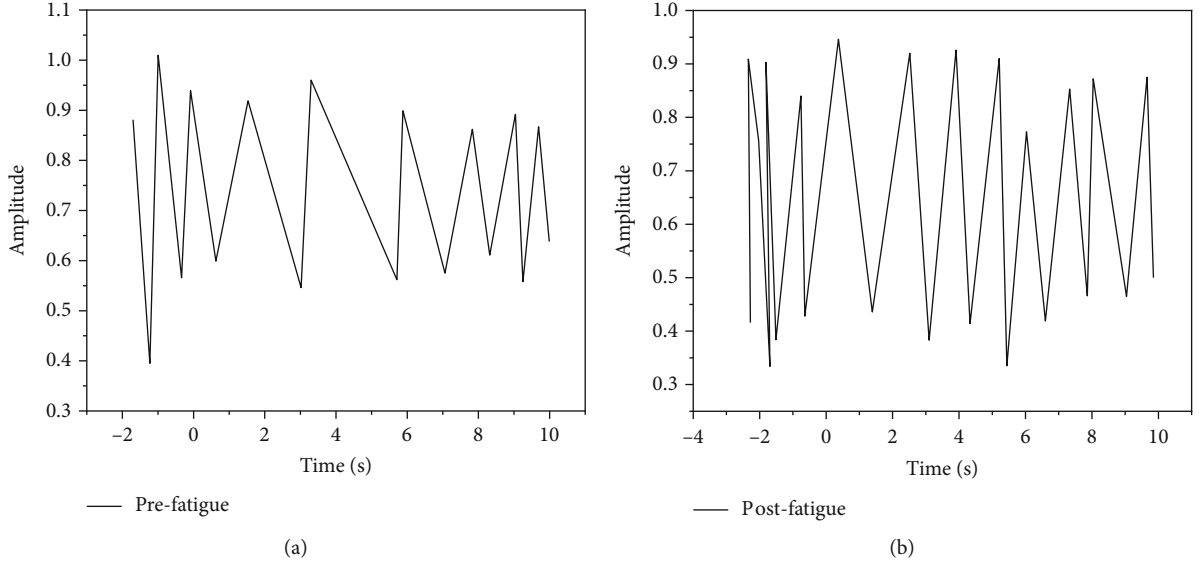 1.1
1.0
0.9
0.8
0.7
0.6
0.5
0.4
0.3
Amplitude
–2 0 2 4 6 8 10
Time (s)
Pre-fatigue
(a)
1.0
0.9
0.8
0.7
0.6
0.5
0.4
0.3
Amplitude
–4 –2 0 2 4 6 8 10
Time (s)
Post-fatigue
(b)